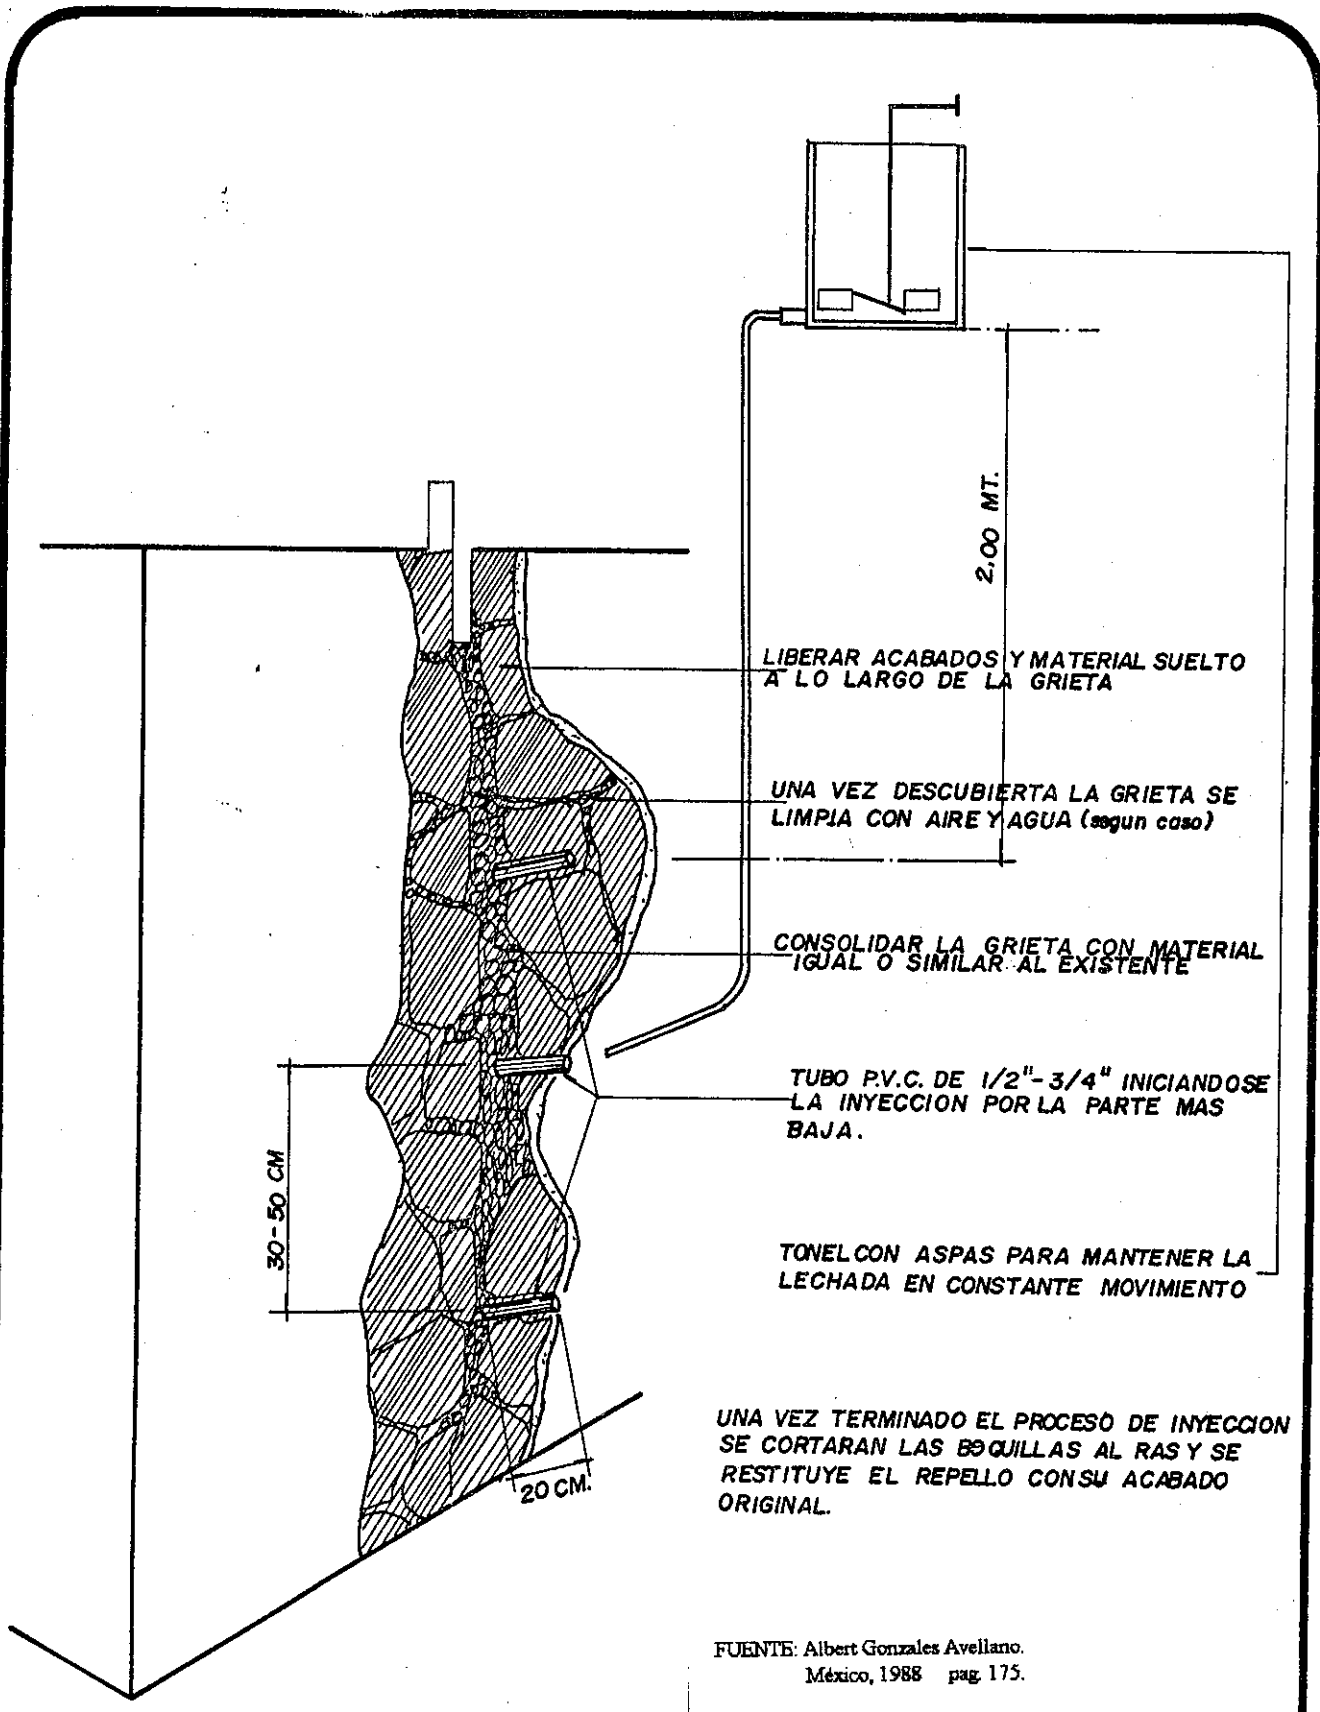 2.00 MT.
LIBERAR ACABADOS Y MATERIAL SUELTO
A LO LARGO DE LA GRIETA
UNA VEZ DESCUBIERTA LA GRIETA SE
LIMPIA CON AIRE Y AGUA (segun caso)
CONSOLIDAR LA GRIETA CON MATERIAL
IGUAL O SIMILAR AL EXISTENTE
TUBO P.V.C. DE 1/2"-3/4" INICIANDOSE
LA INYECCION POR LA PARTE MAS
BAJA.
30-50 CM
TONEL CON ASPAS PARA MANTENER LA
LECHADA EN CONSTANTE MOVIMIENTO
UNA VEZ TERMINADO EL PROCESO DE INYECCION
SE CORTARAN LAS BOQUILLAS AL RAS Y SE
RESTITUYE EL REPELLO CON SU ACABADO
ORIGINAL.
20 CM.
FUENTE: Albert Gonzales Avellano.
México, 1988 pag. 175.